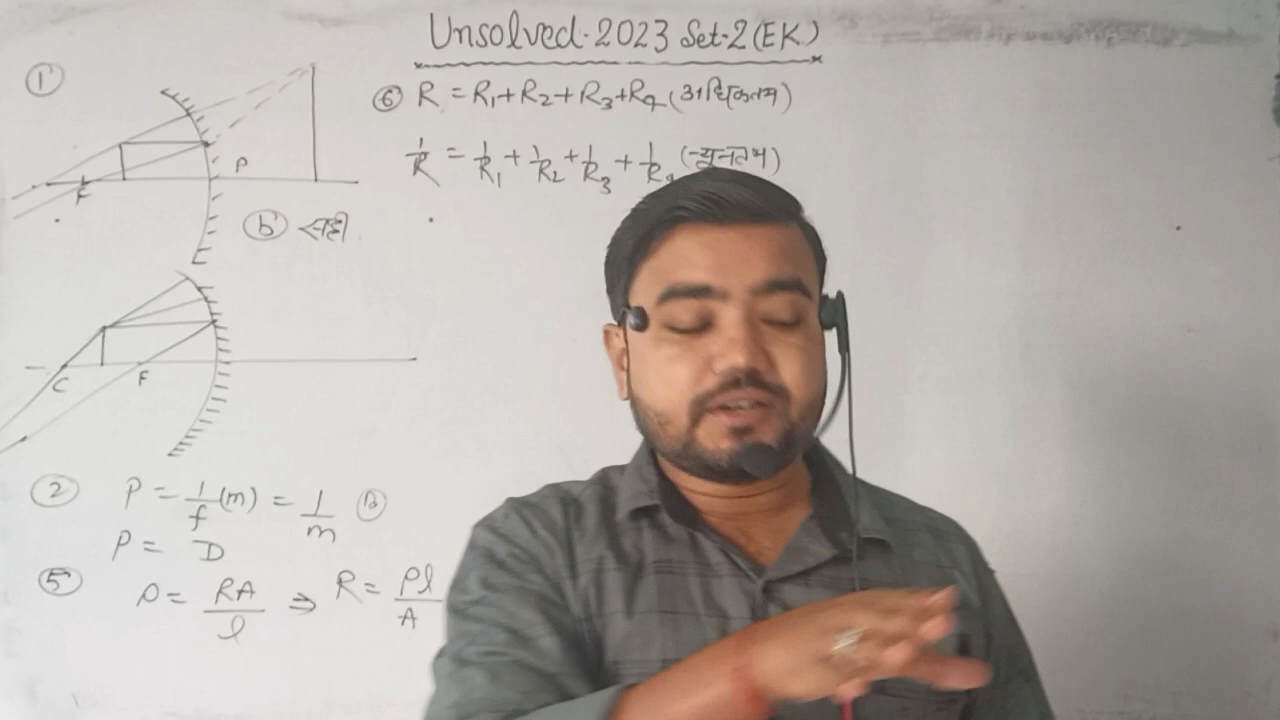 Unsolved-2023 Set-2 (EK)
①
P
F
ⓑ सही
C
F
② P = 1/f (m) = 1/m Ⓑ
P = D
⑤ ρ = RA/l ⇒ R = ρl/A
⑥ R = R₁+R₂+R₃+R₄ (अधिकतम)
1/R = 1/R₁ + 1/R₂ + 1/R₃ + 1/R₄ (न्यूनतम)